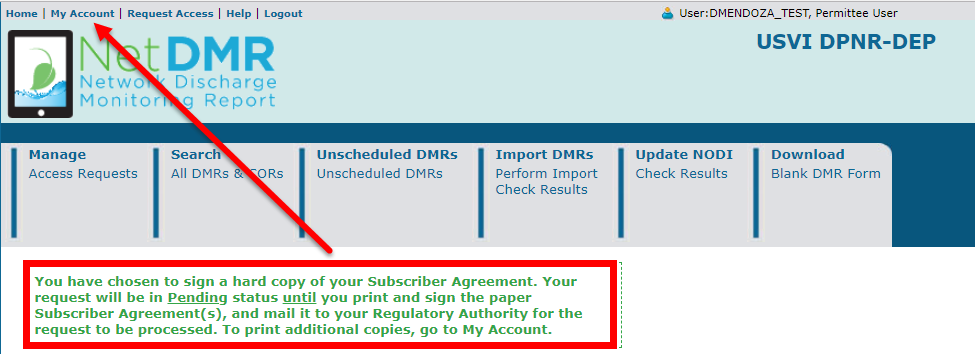 Home | My Account | Request Access | Help | Logout
User:DMENDOZA_TEST, Permittee User
NetDMR
Network Discharge
Monitoring Report
USVI DPNR-DEP
Manage
Access Requests
Search
All DMRs & CORs
Unscheduled DMRs
Unscheduled DMRs
Import DMRs
Perform Import
Check Results
Update NODI
Check Results
Download
Blank DMR Form
You have chosen to sign a hard copy of your Subscriber Agreement. Your
request will be in Pending status until you print and sign the paper
Subscriber Agreement(s), and mail it to your Regulatory Authority for the
request to be processed. To print additional copies, go to My Account.